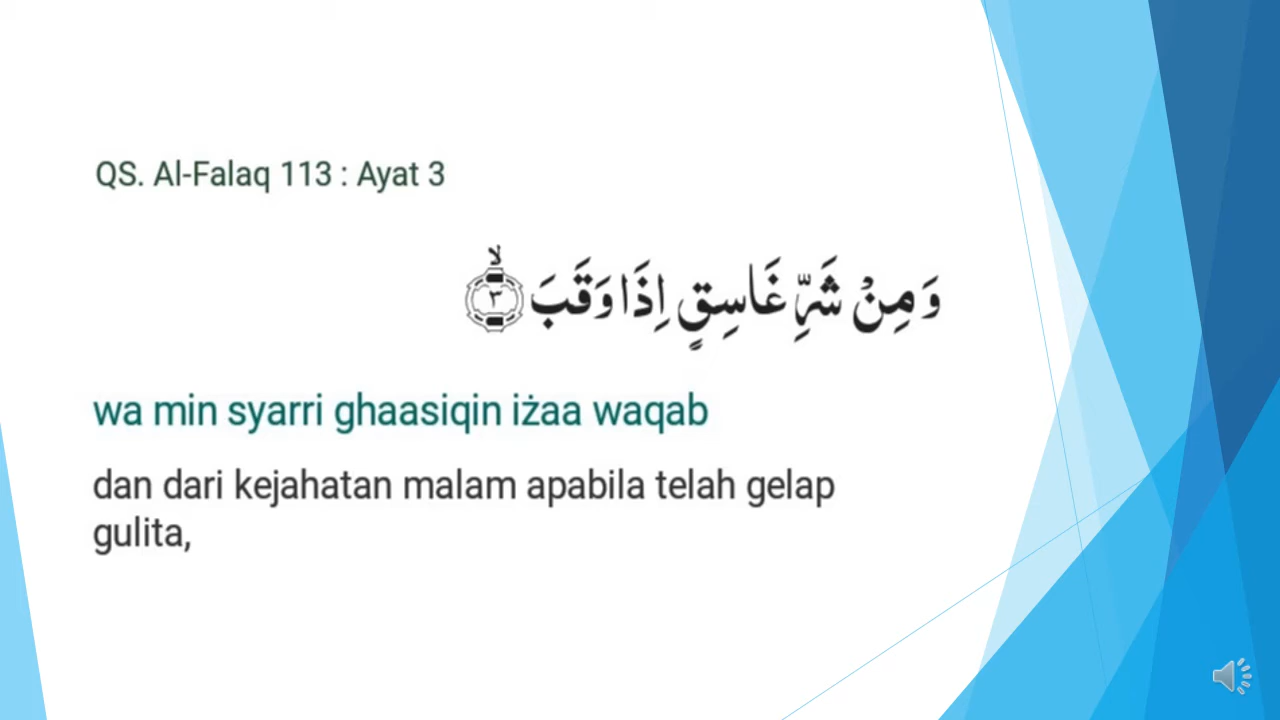 QS. Al-Falaq 113 : Ayat 3
وَمِنْ شَرِّ غَاسِقٍ اِذَا وَقَبَۙ ٣
wa min syarri ghaasiqin iżaa waqab
dan dari kejahatan malam apabila telah gelap
gulita,